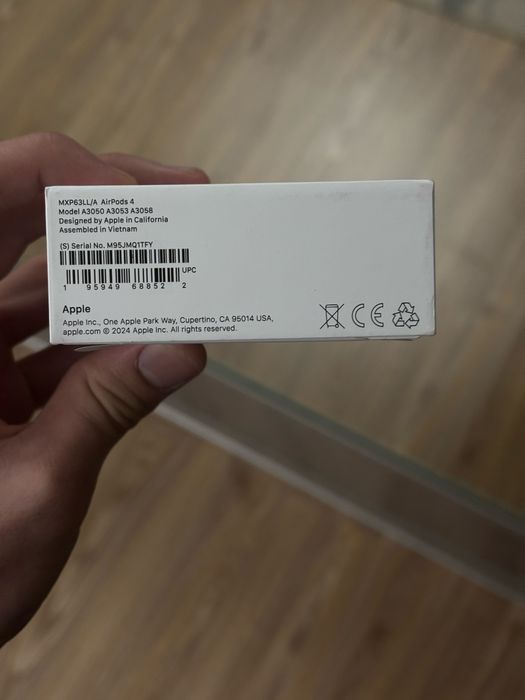 MXP63LL/A AirPods 4
Model A3050 A3053 A3058
Designed by Apple in California
Assembled in Vietnam
(S) Serial No. M95JMQ1TFY
UPC
1 95949 68852 2
Apple
Apple Inc., One Apple Park Way, Cupertino, CA 95014 USA,
apple.com © 2024 Apple Inc. All rights reserved.
CE